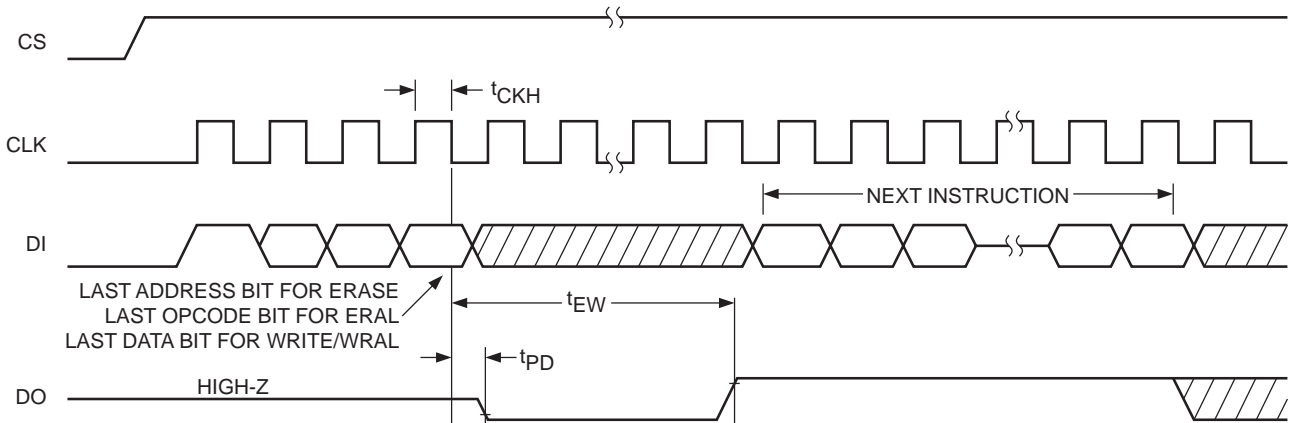 CS
tCKH
CLK
NEXT INSTRUCTION
DI
LAST ADDRESS BIT FOR ERASE
LAST OPCODE BIT FOR ERAL
LAST DATA BIT FOR WRITE/WRAL
tEW
tPD
HIGH-Z
DO